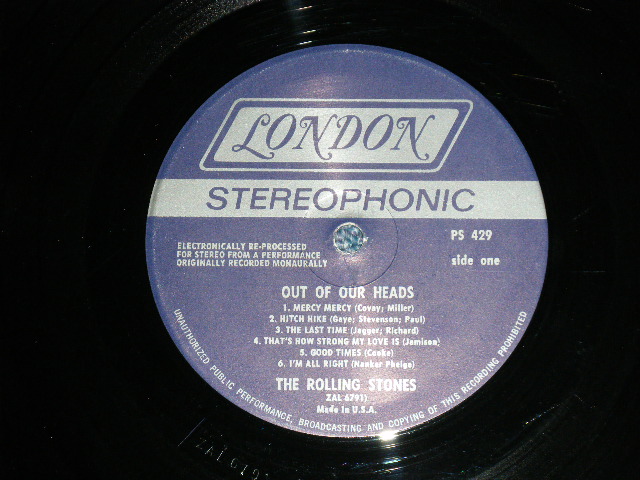 LONDON
STEREOPHONIC
ELECTRONICALLY RE-PROCESSED
FOR STEREO FROM A PERFORMANCE
ORIGINALLY RECORDED MONAURALLY
PS 429
side one
OUT OF OUR HEADS
1. MERCY MERCY (Covay; Miller)
2. HITCH HIKE (Gaye; Stevenson; Paul)
3. THE LAST TIME (Jagger; Richard)
4. THAT'S HOW STRONG MY LOVE IS (Jamison)
5. GOOD TIMES (Cooke)
6. I'M ALL RIGHT (Nanker Phelge)
THE ROLLING STONES
ZAL 6791)
Made in U.S.A.
UNAUTHORIZED PUBLIC PERFORMANCE, BROADCASTING AND COPYING OF THIS RECORDING PROHIBITED